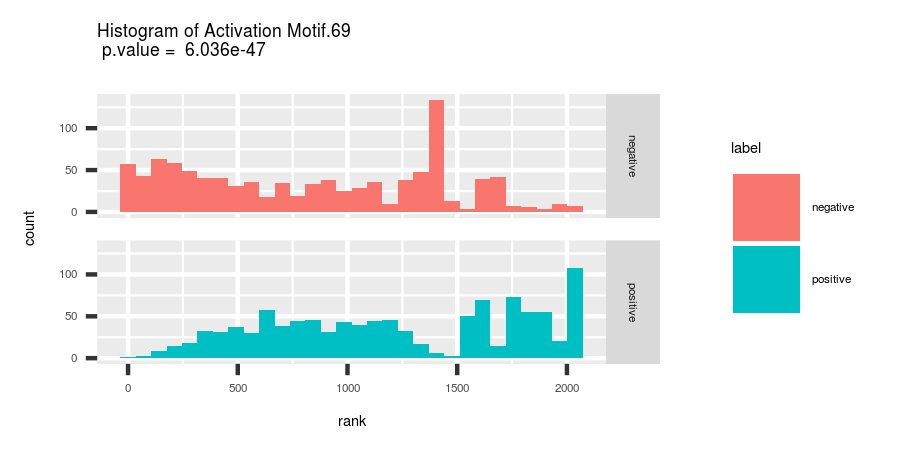 Histogram of Activation Motif.69
p.value =  6.036e-47
count
100
50
0
negative
100
50
0
positive
0 500 1000 1500 2000
rank
label
negative
positive